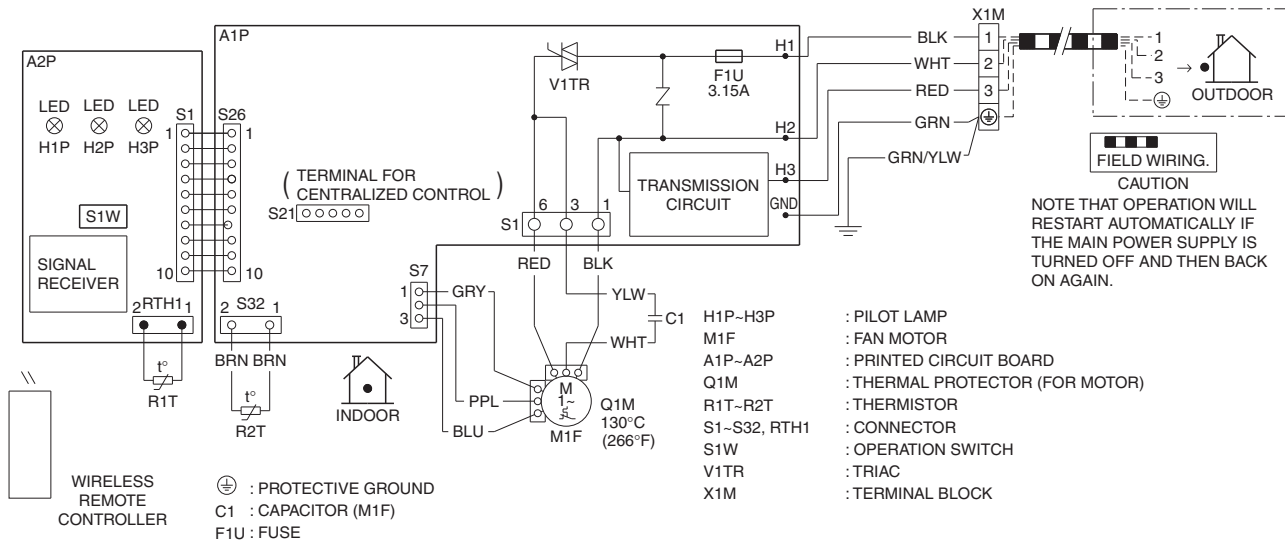 A2P
LED LED LED
H1P H2P H3P
S1
1
10
S1W
SIGNAL
RECEIVER
2 RTH1 1
t°
R1T
WIRELESS
REMOTE
CONTROLLER
A1P
S26
1
10
( TERMINAL FOR
CENTRALIZED CONTROL )
S21
2 S32 1
BRN BRN
t°
R2T
INDOOR
S7
1
3
GRY
PPL
BLU
V1TR
F1U
3.15A
H1
H2
H3
GND
TRANSMISSION
CIRCUIT
S1
6 3 1
RED
BLK
YLW
C1
WHT
M
1~
M1F
Q1M
130°C
(266°F)
X1M
BLK 1
WHT 2
RED 3
GRN
GRN/YLW
1
2
3
→
OUTDOOR
FIELD WIRING.
CAUTION
NOTE THAT OPERATION WILL
RESTART AUTOMATICALLY IF
THE MAIN POWER SUPPLY IS
TURNED OFF AND THEN BACK
ON AGAIN.
H1P~H3P : PILOT LAMP
M1F : FAN MOTOR
A1P~A2P : PRINTED CIRCUIT BOARD
Q1M : THERMAL PROTECTOR (FOR MOTOR)
R1T~R2T : THERMISTOR
S1~S32, RTH1 : CONNECTOR
S1W : OPERATION SWITCH
V1TR : TRIAC
X1M : TERMINAL BLOCK
: PROTECTIVE GROUND
C1 : CAPACITOR (M1F)
F1U : FUSE